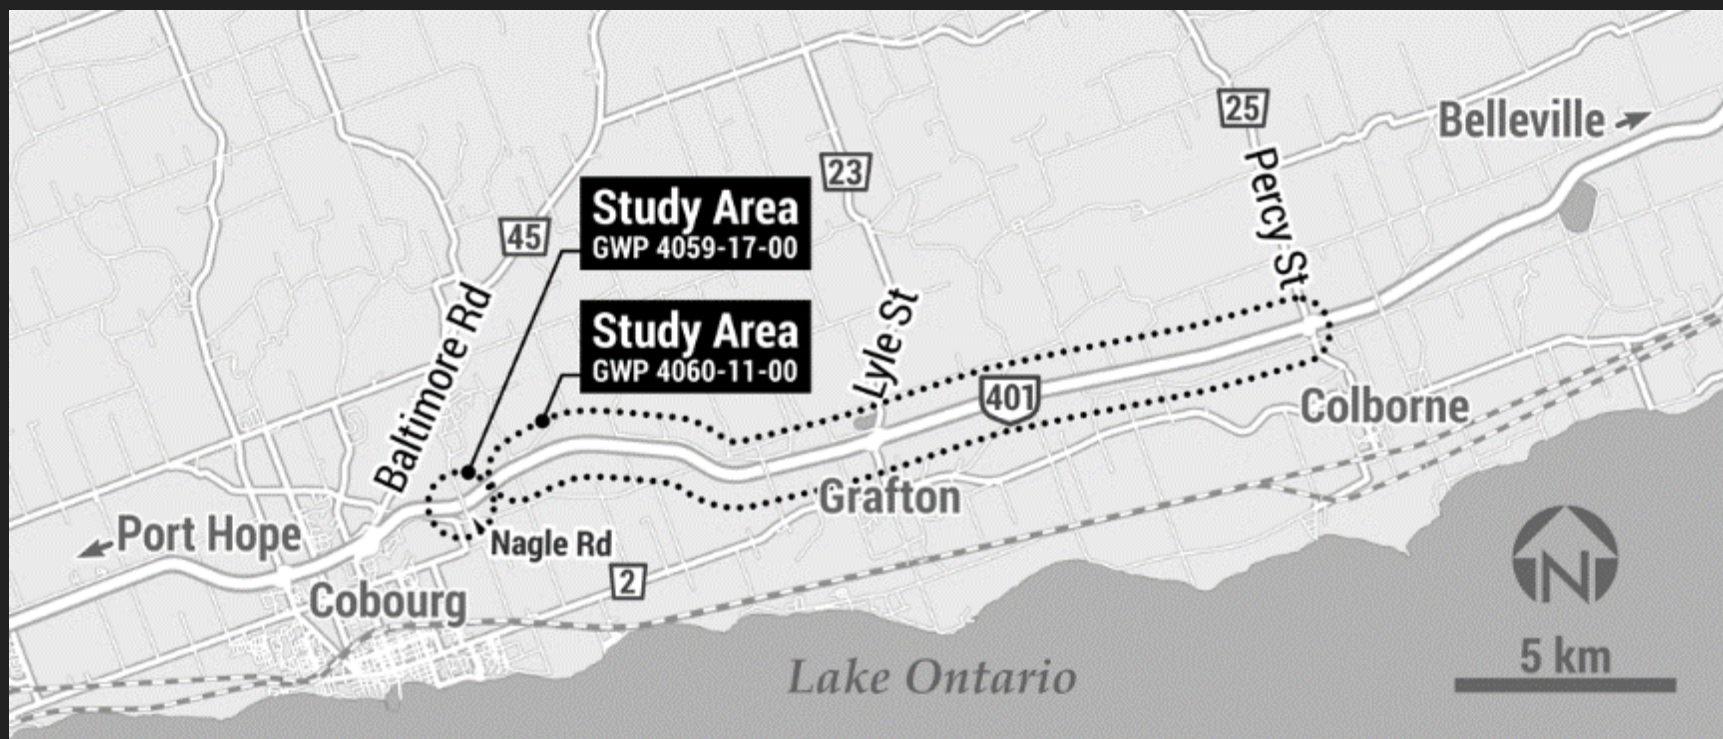 25
Belleville
23
Percy St
Study Area
GWP 4059-17-00
45
Baltimore Rd
Study Area
GWP 4060-11-00
Lyle St
401
Colborne
Grafton
Port Hope
Nagle Rd
2
Cobourg
N
5 km
Lake Ontario